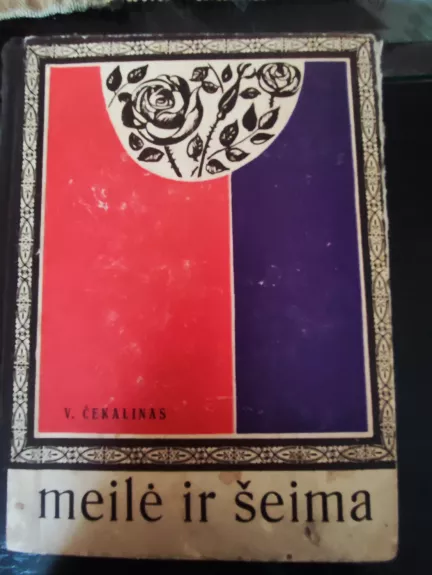 V. ČEKALINAS
meilė ir šeima